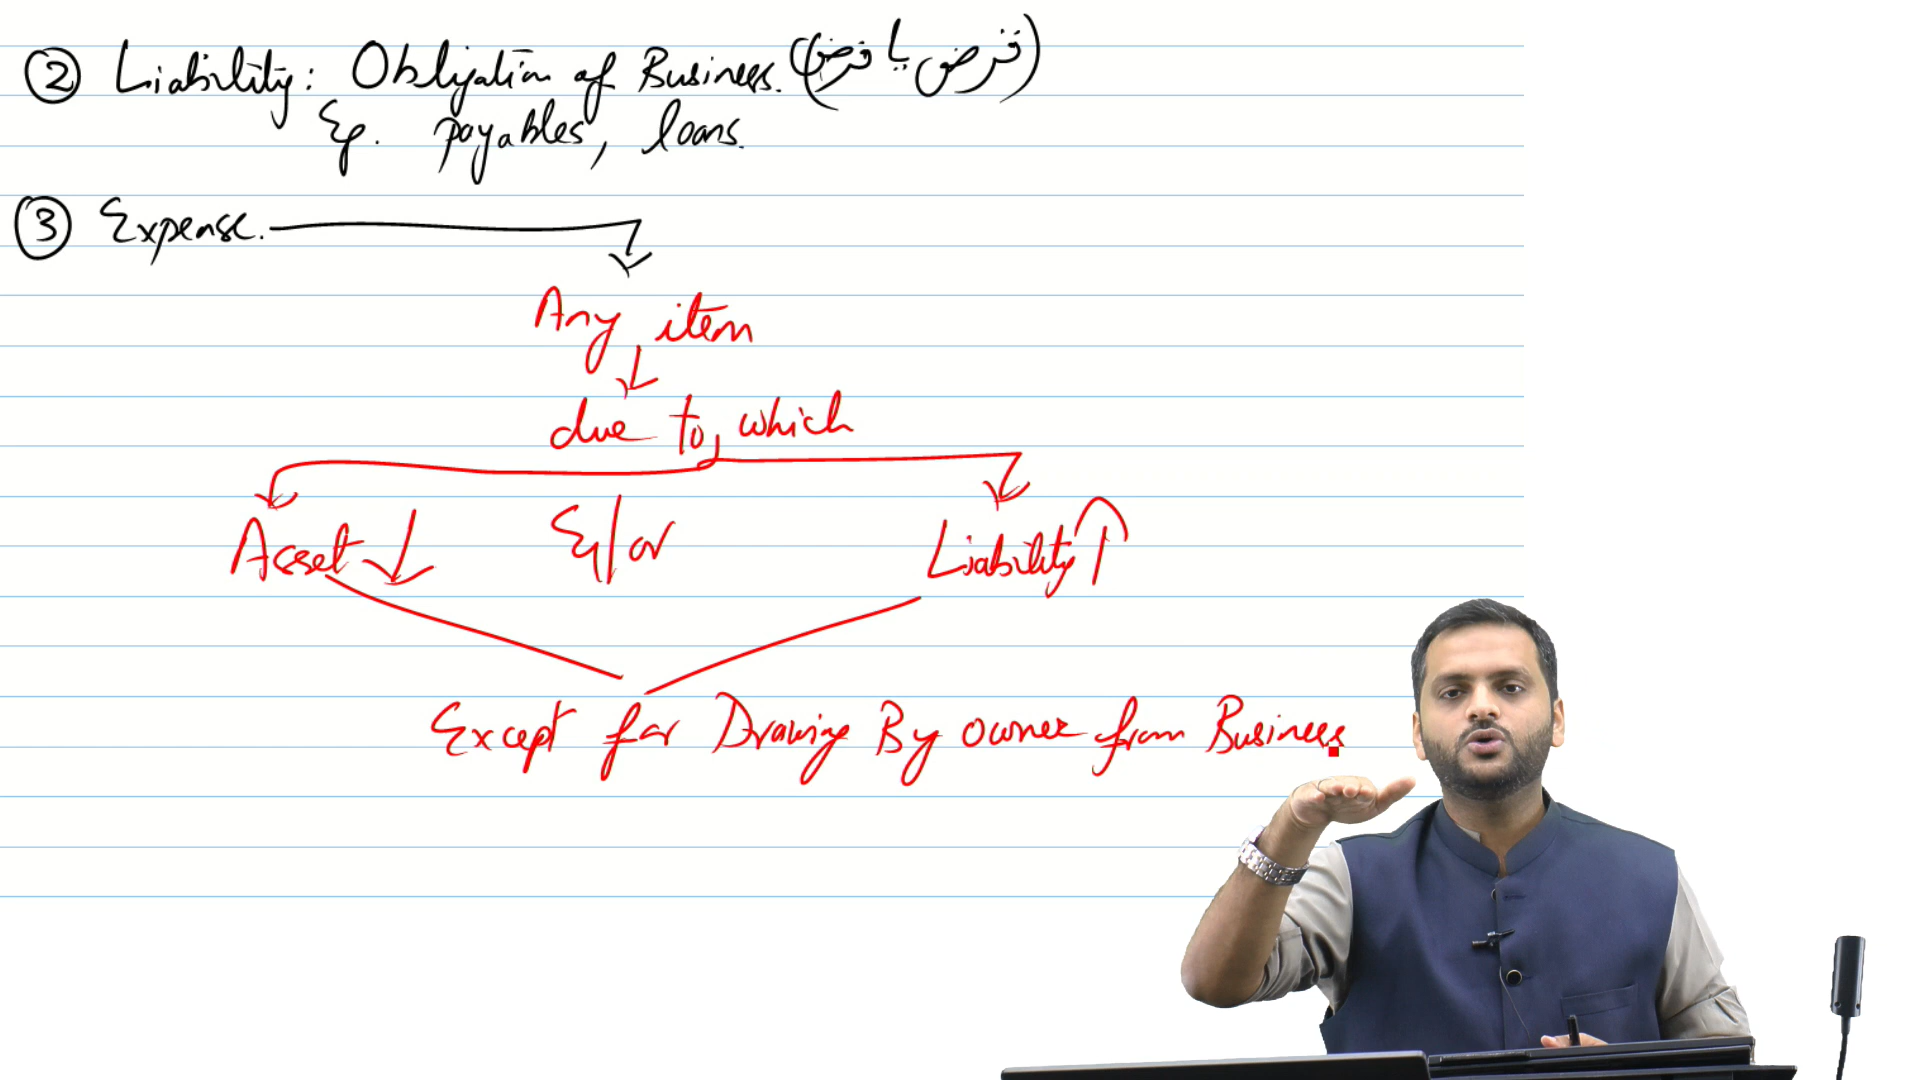 ② Liability: Obligation of Business. (قرض یا فرض)
Eg. payables, loans.
③ Expense.
Any item
due to, which
Asset ↓ &/or Liability ↑
Except for Drawing By owner from Business